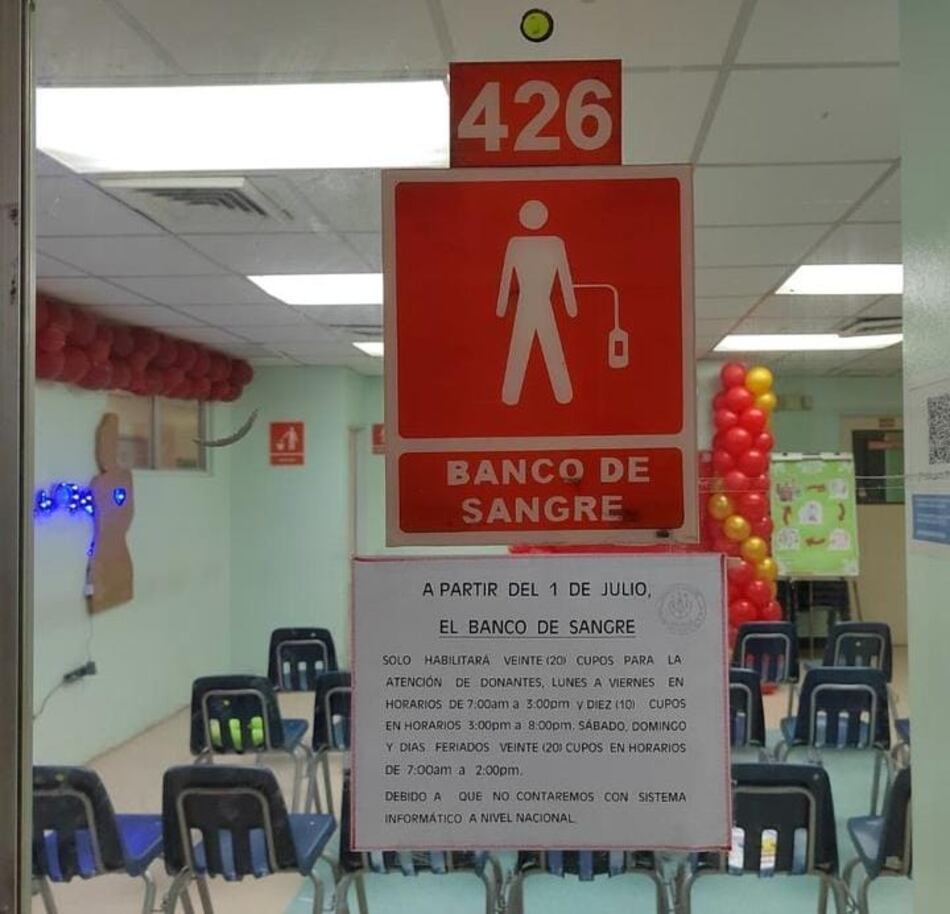 426
BANCO DE
SANGRE
A PARTIR DEL 1 DE JULIO,
EL BANCO DE SANGRE
SOLO HABILITARÁ VEINTE (20) CUPOS PARA LA
ATENCIÓN DE DONANTES, LUNES A VIERNES EN
HORARIOS DE 7:00am a 3:00pm y DIEZ (10) CUPOS
EN HORARIOS 3:00pm a 8:00pm. SÁBADO, DOMINGO
Y DIAS FERIADOS VEINTE (20) CUPOS EN HORARIOS
DE 7:00am a 2:00pm.
DEBIDO A QUE NO CONTAREMOS CON SISTEMA
INFORMÁTICO A NIVEL NACIONAL.